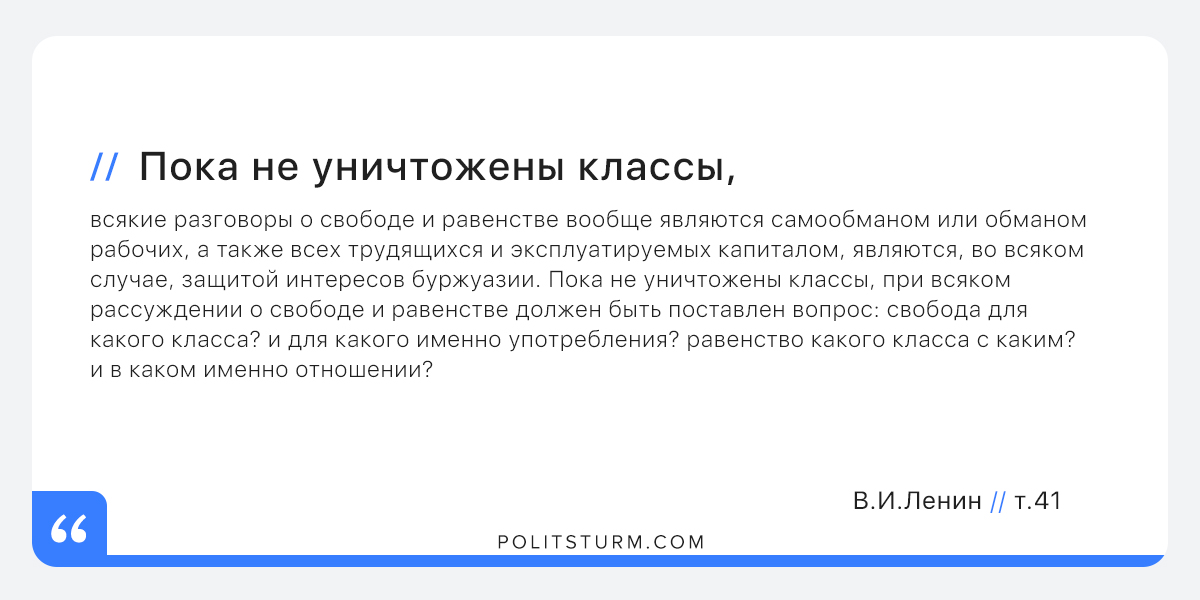 // Пока не уничтожены классы,
всякие разговоры о свободе и равенстве вообще являются самообманом или обманом
рабочих, а также всех трудящихся и эксплуатируемых капиталом, являются, во всяком
случае, защитой интересов буржуазии. Пока не уничтожены классы, при всяком
рассуждении о свободе и равенстве должен быть поставлен вопрос: свобода для
какого класса? и для какого именно употребления? равенство какого класса с каким?
и в каком именно отношении?
В.И.Ленин // т.41
“
POLITSTURM.COM